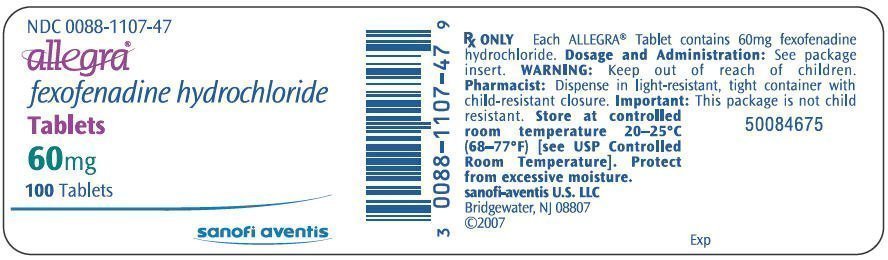 NDC 0088-1107-47
allegra®
fexofenadine hydrochloride
Tablets
60mg
100 Tablets
sanofi aventis
3 0088-1107-47 9
Rx ONLY Each ALLEGRA® Tablet contains 60mg fexofenadine
hydrochloride. Dosage and Administration: See package
insert. WARNING: Keep out of reach of children.
Pharmacist: Dispense in light-resistant, tight container with
child-resistant closure. Important: This package is not child
resistant. Store at controlled
room temperature 20–25°C
(68–77°F) [see USP Controlled
Room Temperature]. Protect
from excessive moisture.
sanofi-aventis U.S. LLC
Bridgewater, NJ 08807
©2007
50084675
Exp